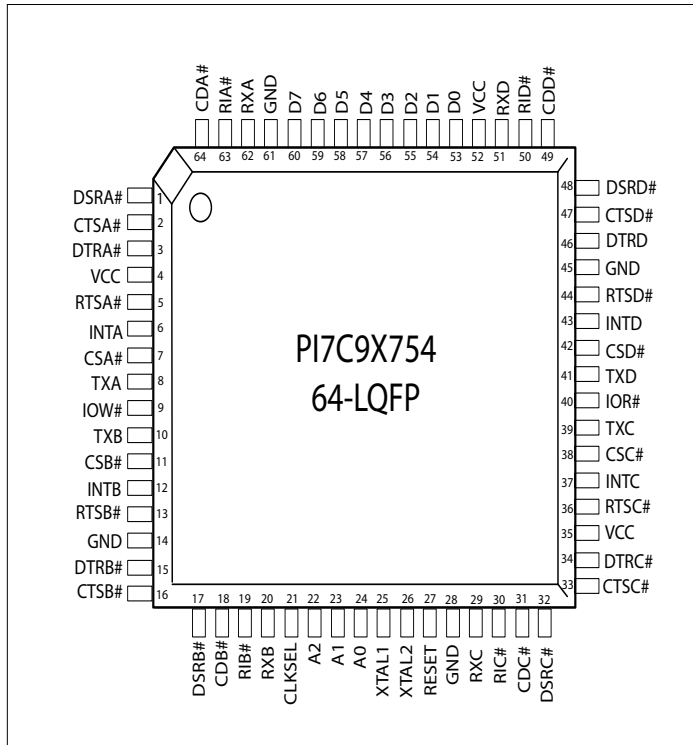 CDA# RIA# RXA GND D7 D6 D5 D4 D3 D2 D1 D0 VCC RXD RID# CDD#
64 63 62 61 60 59 58 57 56 55 54 53 52 51 50 49
DSRA# 1
CTSA# 2
DTRA# 3
VCC 4
RTSA# 5
INTA 6
CSA# 7
TXA 8
IOW# 9
TXB 10
CSB# 11
INTB 12
RTSB# 13
GND 14
DTRB# 15
CTSB# 16
PI7C9X754
64-LQFP
48 DSRD#
47 CTSD#
46 DTRD
45 GND
44 RTSD#
43 INTD
42 CSD#
41 TXD
40 IOR#
39 TXC
38 CSC#
37 INTC
36 RTSC#
35 VCC
34 DTRC#
33 CTSC#
17 18 19 20 21 22 23 24 25 26 27 28 29 30 31 32
DSRB# CDB# RIB# RXB CLKSEL A2 A1 A0 XTAL1 XTAL2 RESET GND RXC RIC# CDC# DSRC#